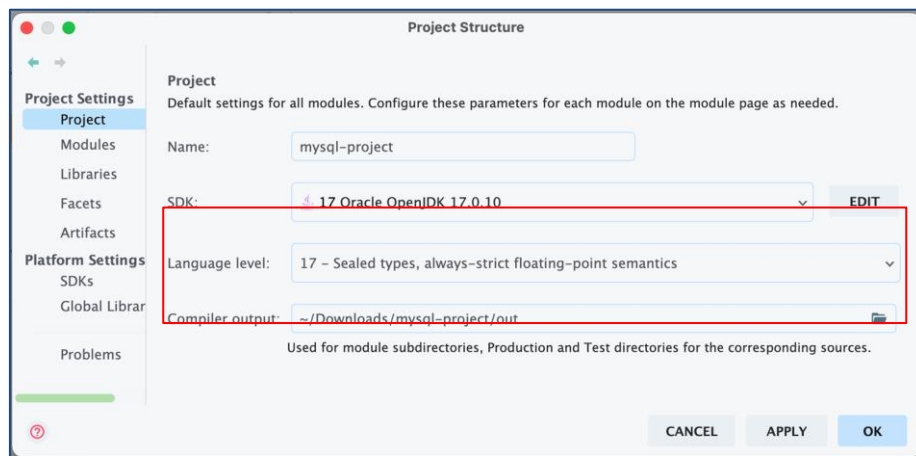 Project Structure
Project Settings
Project
Modules
Libraries
Facets
Artifacts
Platform Settings
SDKs
Global Librar
Problems
Project
Default settings for all modules. Configure these parameters for each module on the module page as needed.
Name: mysql-project
SDK: 17 Oracle OpenJDK 17.0.10 EDIT
Language level: 17 – Sealed types, always-strict floating-point semantics
Compiler output: ~/Downloads/mysql-project/out
Used for module subdirectories, Production and Test directories for the corresponding sources.
? CANCEL APPLY OK